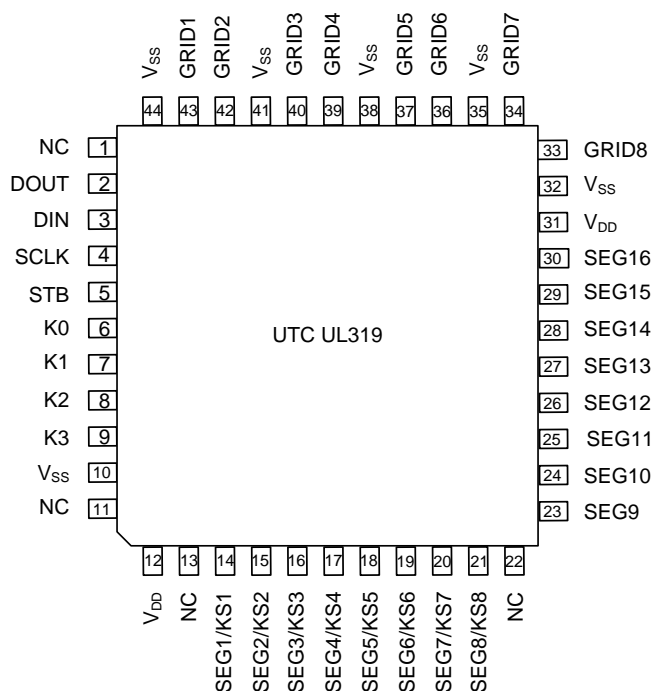 VSS GRID1 GRID2 VSS GRID3 GRID4 VSS GRID5 GRID6 VSS GRID7
44 43 42 41 40 39 38 37 36 35 34
NC 1
DOUT 2
DIN 3
SCLK 4
STB 5
K0 6
K1 7
K2 8
K3 9
VSS 10
NC 11
UTC UL319
33 GRID8
32 VSS
31 VDD
30 SEG16
29 SEG15
28 SEG14
27 SEG13
26 SEG12
25 SEG11
24 SEG10
23 SEG9
12 13 14 15 16 17 18 19 20 21 22
VDD NC SEG1/KS1 SEG2/KS2 SEG3/KS3 SEG4/KS4 SEG5/KS5 SEG6/KS6 SEG7/KS7 SEG8/KS8 NC